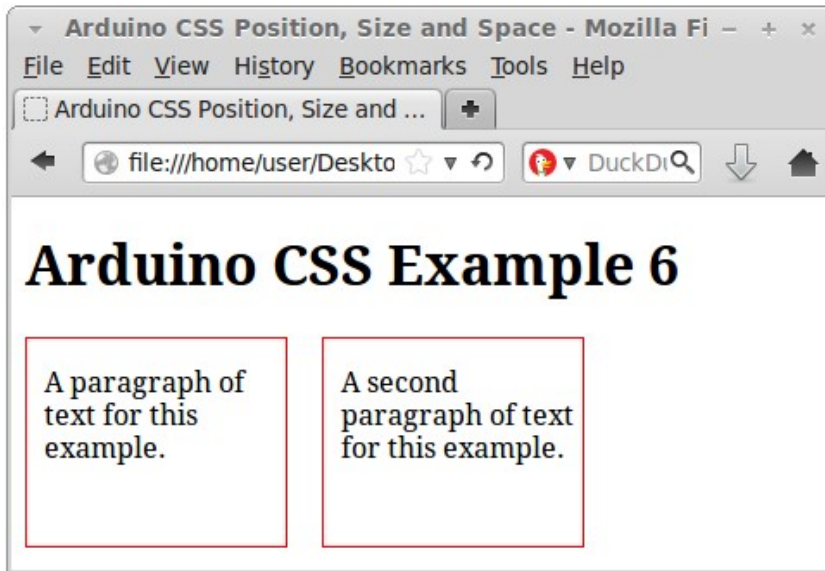 Arduino CSS Position, Size and Space - Mozilla Fi
File Edit View History Bookmarks Tools Help
Arduino CSS Position, Size and ...
file:///home/user/Deskto
DuckDu
Arduino CSS Example 6
A paragraph of
text for this
example.
A second
paragraph of text
for this example.